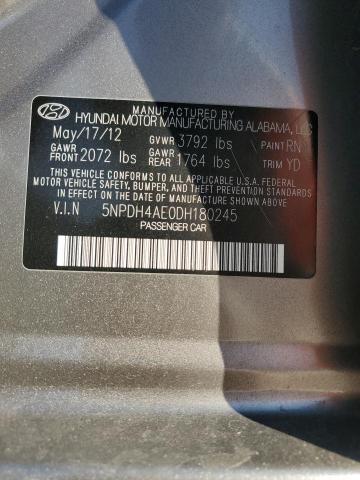 HYUNDAI MOTOR MANUFACTURING ALABAMA, LLC
May/17/12 GVWR 3792 lbs PAINT RN
GAWR FRONT 2072 lbs GAWR REAR 1764 lbs TRIM YD
THIS VEHICLE CONFORMS TO ALL APPLICABLE FEDERAL
MOTOR VEHICLE SAFETY, BUMPER, AND THEFT PREVENTION
STANDARDS IN EFFECT ON THE DATE OF
MANUFACTURE SHOWN ABOVE.
V.I.N 5NPDH4AE0DH180245
PASSENGER CAR